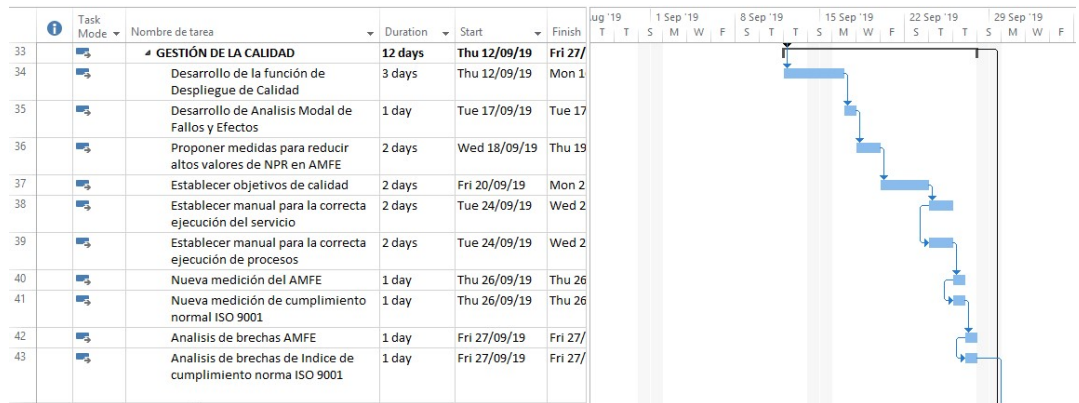 Task Mode Nombre de tarea Duration Start Finish
ug '19 1 Sep '19 8 Sep '19 15 Sep '19 22 Sep '19 29 Sep '19
T T S M W F S T T S M W F S T T S M W F
33 GESTIÓN DE LA CALIDAD 12 days Thu 12/09/19 Fri 27/
34 Desarrollo de la función de 3 days Thu 12/09/19 Mon 1
Despliegue de Calidad
35 Desarrollo de Analisis Modal de 1 day Tue 17/09/19 Tue 17
Fallos y Efectos
36 Proponer medidas para reducir 2 days Wed 18/09/19 Thu 19
altos valores de NPR en AMFE
37 Establecer objetivos de calidad 2 days Fri 20/09/19 Mon 2
38 Establecer manual para la correcta 2 days Tue 24/09/19 Wed 2
ejecución del servicio
39 Establecer manual para la correcta 2 days Tue 24/09/19 Wed 2
ejecución de procesos
40 Nueva medición del AMFE 1 day Thu 26/09/19 Thu 26
41 Nueva medición de cumplimiento 1 day Thu 26/09/19 Thu 26
normal ISO 9001
42 Analisis de brechas AMFE 1 day Fri 27/09/19 Fri 27/
43 Analisis de brechas de Indice de 1 day Fri 27/09/19 Fri 27/
cumplimiento norma ISO 9001